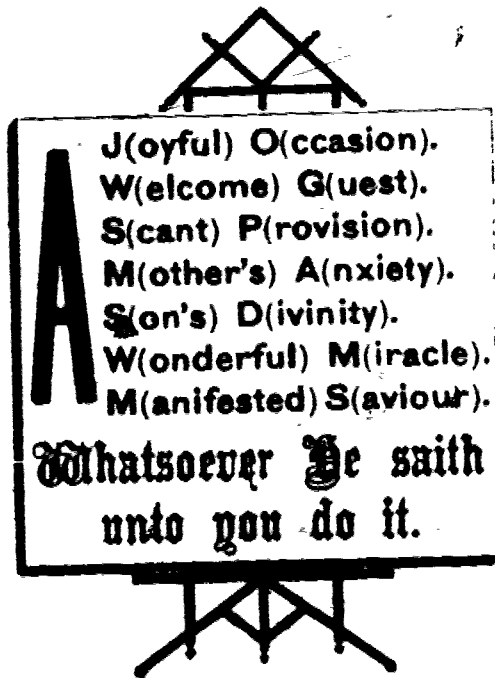 A
J(oyful) O(ccasion).
W(elcome) G(uest).
S(cant) P(rovision).
M(other's) A(nxiety).
S(on's) D(ivinity).
W(onderful) M(iracle).
M(anifested) S(aviour).
Whatsoever He saith
unto you do it.